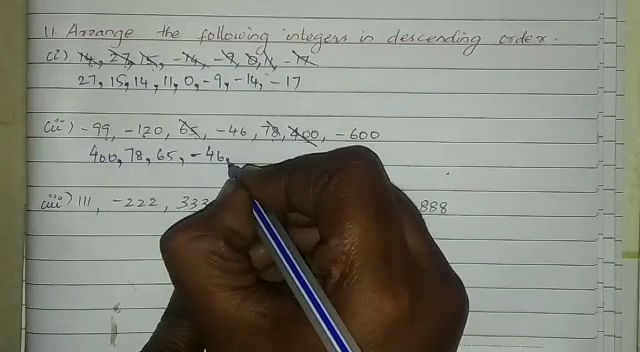 11. Arrange the following integers in descending order.
(i) 14, 27, 15, -14, -9, 0, 11, -17
27, 15, 14, 11, 0, -9, -14, -17
(ii) -99, -120, 65, -46, 78, 400, -600
400, 78, 65, -46,
(iii) 111, -222, 333 888